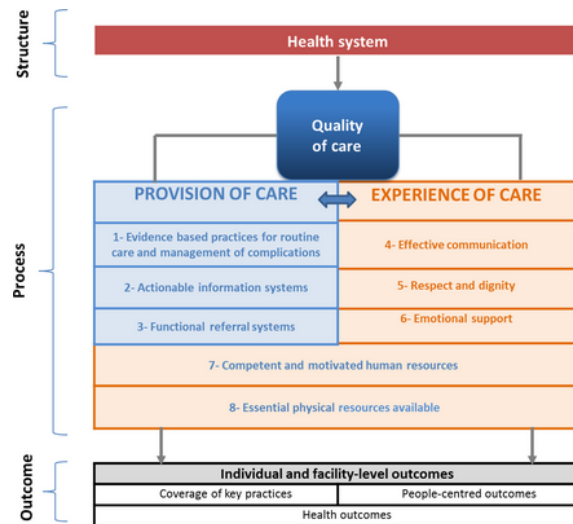 Structure
Health system
Process
Quality
of care
PROVISION OF CARE
EXPERIENCE OF CARE
1- Evidence based practices for routine
care and management of complications
4- Effective communication
2- Actionable information systems
5- Respect and dignity
3- Functional referral systems
6- Emotional support
7- Competent and motivated human resources
8- Essential physical resources available
Outcome
Individual and facility-level outcomes
Coverage of key practices
People-centred outcomes
Health outcomes